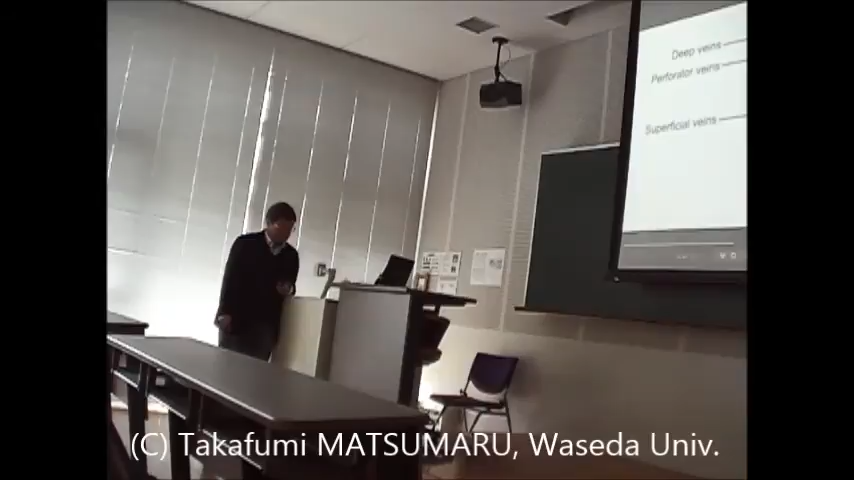 Deep veins
Perforator veins
Superficial veins
(C) Takafumi MATSUMARU, Waseda Univ.